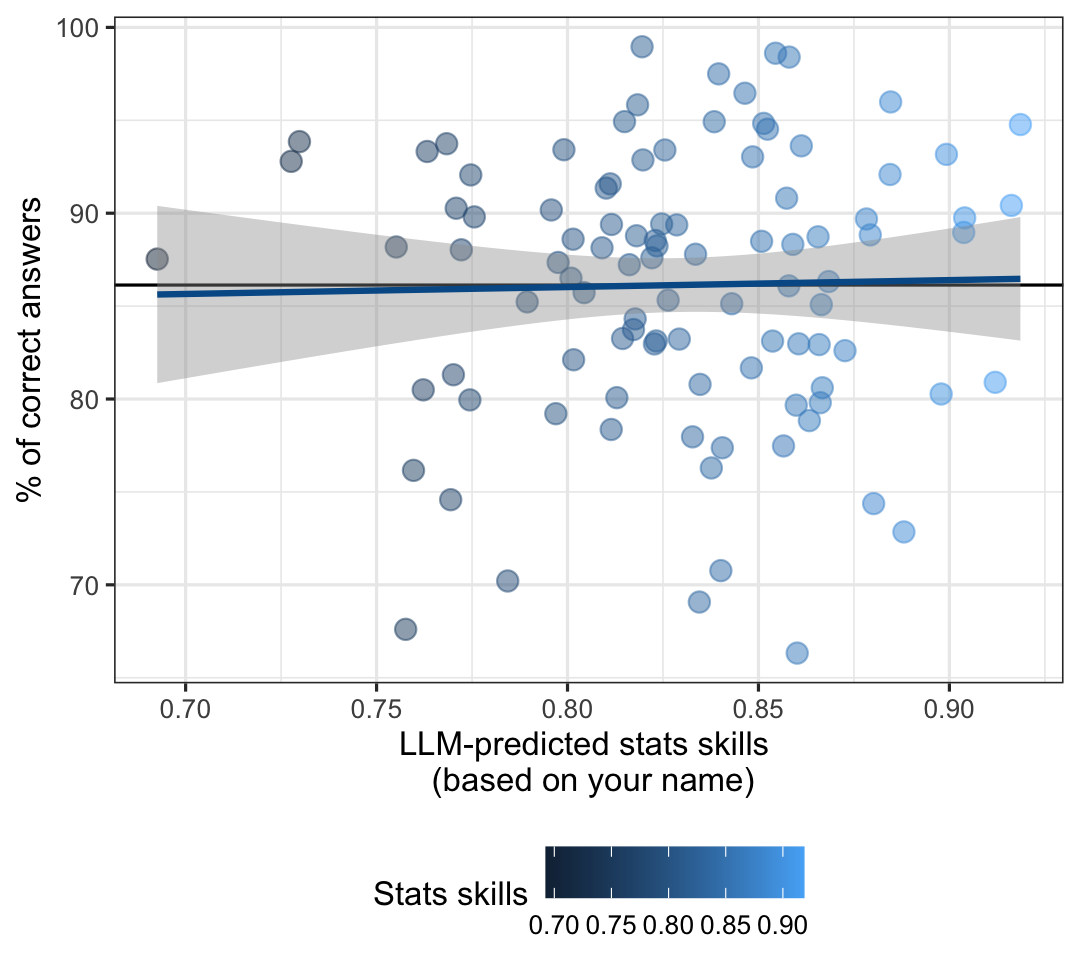 100
90
80
70
% of correct answers
0.70 0.75 0.80 0.85 0.90
LLM-predicted stats skills
(based on your name)
Stats skills
0.70 0.75 0.80 0.85 0.90